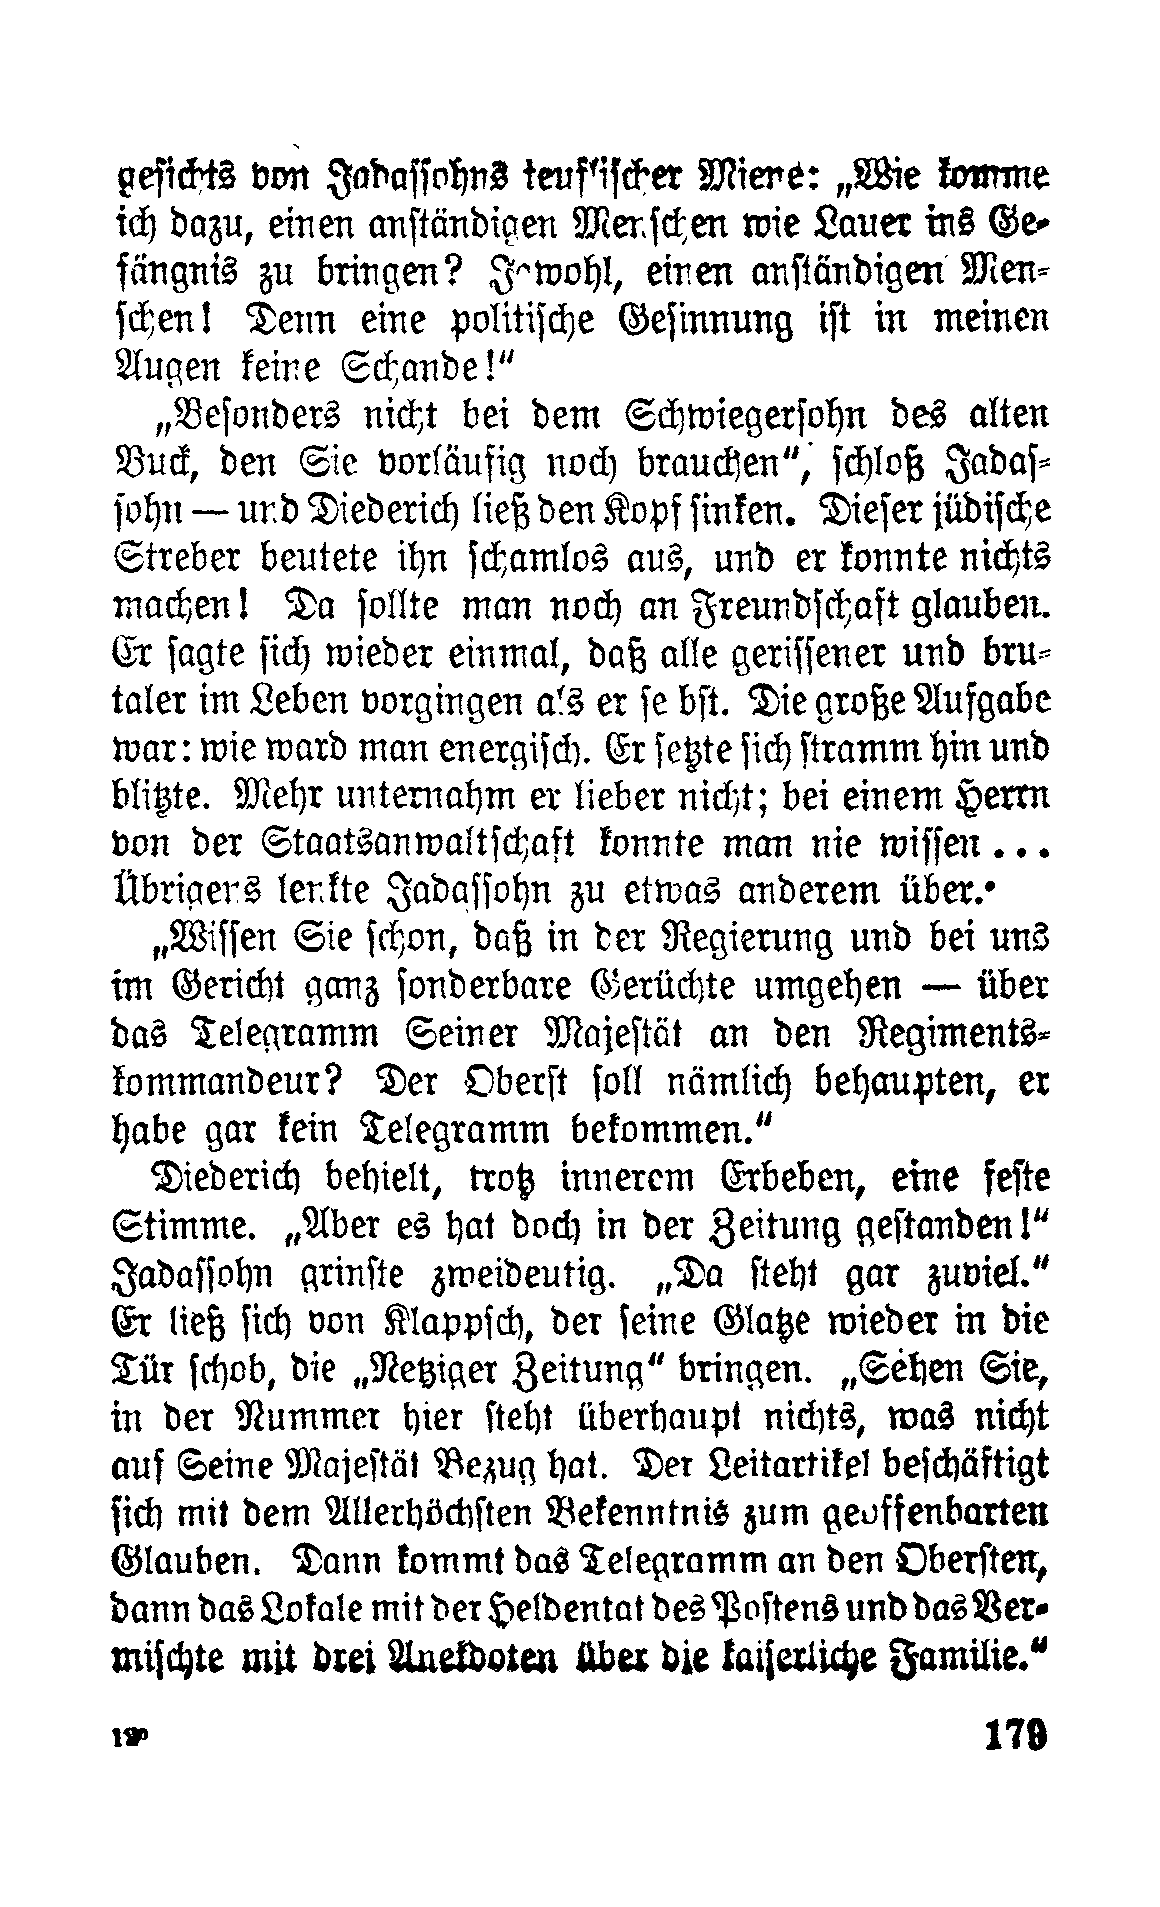 gesichts von Jadassohns teuflischer Miene: „Wie komme
ich dazu, einen anständigen Menschen wie Lauer ins Ge-
fängnis zu bringen? Jawohl, einen anständigen Men-
schen! Denn eine politische Gesinnung ist in meinen
Augen keine Schande!“
„Besonders nicht bei dem Schwiegersohn des alten
Buck, den Sie vorläufig noch brauchen“, schloß Jadas-
sohn — und Diederich ließ den Kopf sinken. Dieser jüdische
Streber beutete ihn schamlos aus, und er konnte nichts
machen! Da sollte man noch an Freundschaft glauben.
Er sagte sich wieder einmal, daß alle gerissener und bru-
taler im Leben vorgingen als er selbst. Die große Aufgabe
war: wie ward man energisch. Er setzte sich stramm hin und
blitzte. Mehr unternahm er lieber nicht; bei einem Herrn
von der Staatsanwaltschaft konnte man nie wissen ...
Übrigens lenkte Jadassohn zu etwas anderem über.
„Wissen Sie schon, daß in der Regierung und bei uns
im Gericht ganz sonderbare Gerüchte umgehen — über
das Telegramm Seiner Majestät an den Regiments-
kommandeur? Der Oberst soll nämlich behaupten, er
habe gar kein Telegramm bekommen.“
Diederich behielt, trotz innerem Erbeben, eine feste
Stimme. „Aber es hat doch in der Zeitung gestanden!“
Jadassohn grinste zweideutig. „Da steht gar zuviel.“
Er ließ sich von Klappsch, der seine Glatze wieder in die
Tür schob, die „Netziger Zeitung“ bringen. „Sehen Sie,
in der Nummer hier steht überhaupt nichts, was nicht
auf Seine Majestät Bezug hat. Der Leitartikel beschäftigt
sich mit dem Allerhöchsten Bekenntnis zum geoffenbarten
Glauben. Dann kommt das Telegramm an den Obersten,
dann das Lokale mit der Heldentat des Postens und das Ver-
mischte mit drei Anekdoten über die kaiserliche Familie.“
179